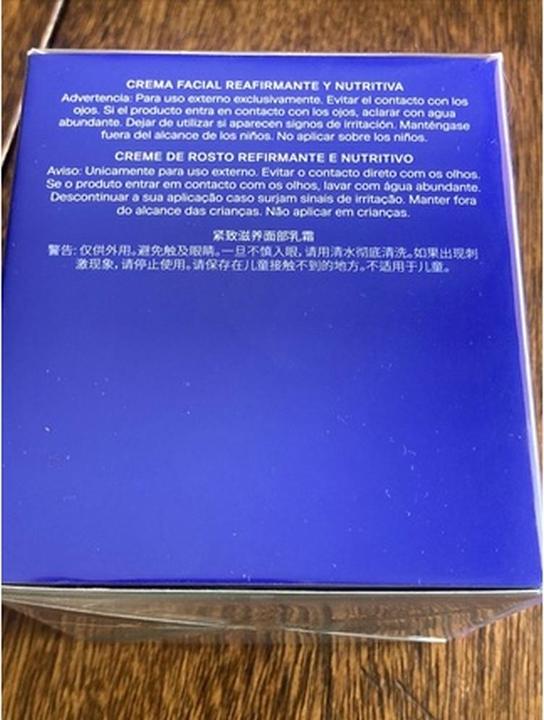 CREMA FACIAL REAFIRMANTE Y NUTRITIVA
Advertencia: Para uso externo exclusivamente. Evitar el contacto con los
ojos. Si el producto entra en contacto con los ojos, aclarar con agua
abundante. Dejar de utilizar si aparecen signos de irritación. Manténgase
fuera del alcance de los niños. No aplicar sobre los niños.
CREME DE ROSTO REFIRMANTE E NUTRITIVO
Aviso: Unicamente para uso externo. Evitar o contacto direto com os olhos.
Se o produto entrar em contacto com os olhos, lavar com água abundante.
Descontinuar a sua aplicação caso surjam sinais de irritação. Manter fora
do alcance das crianças. Não aplicar em crianças.
紧致滋养面部乳霜
警告: 仅供外用。避免触及眼睛。一旦不慎入眼, 请用清水彻底清洗。如果出现刺
激现象, 请停止使用。请保存在儿童接触不到的地方。不适用于儿童。